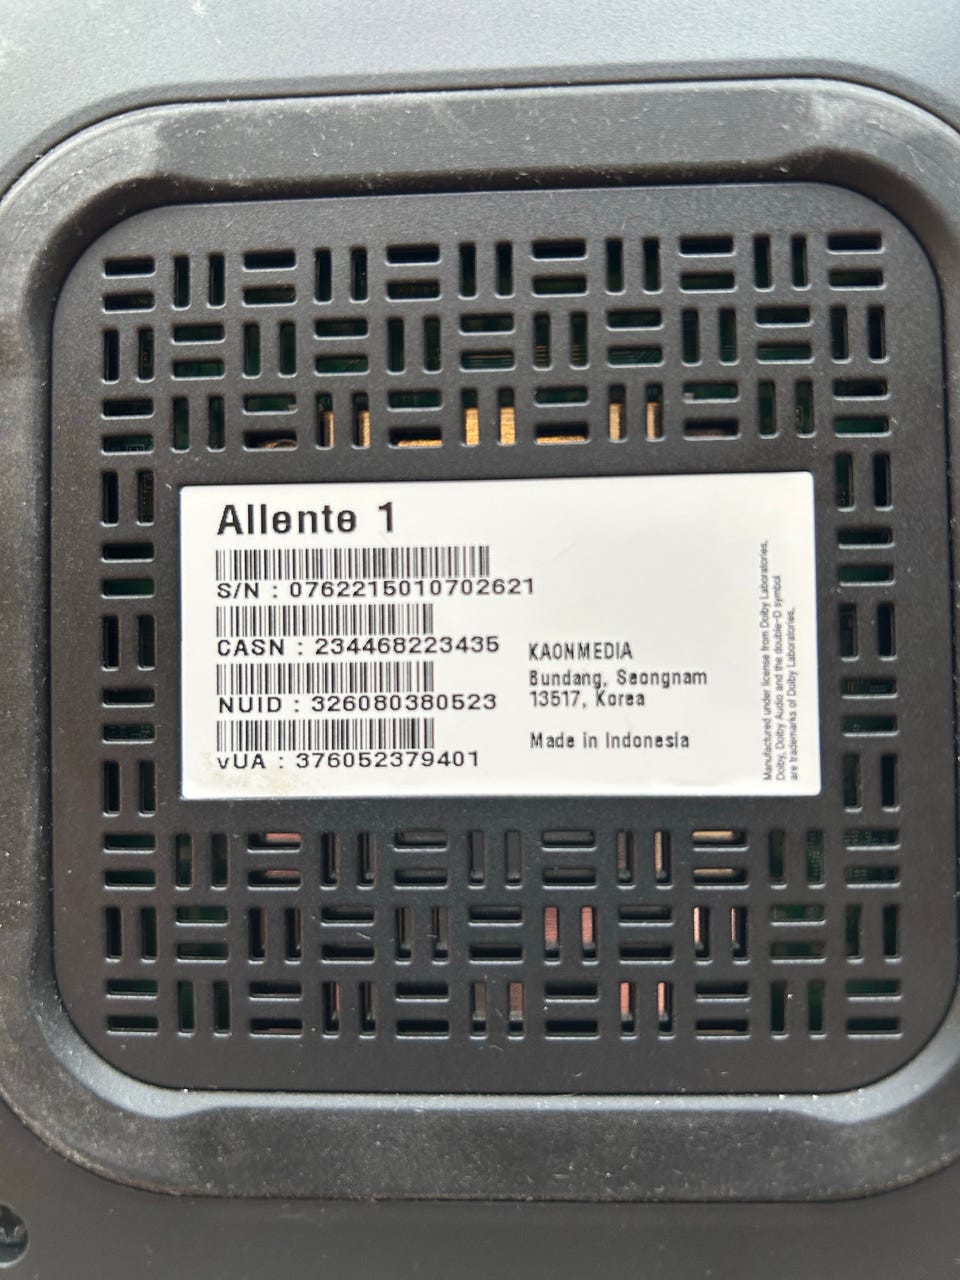 Allente 1
S/N : 0762215010702621
CASN : 234468223435
NUID : 326080380523
vUA : 376052379401
KAONMEDIA
Bundang, Seongnam
13517, Korea
Made in Indonesia
Manufactured under license from Dolby Laboratories.
Dolby, Dolby Audio and the double-D symbol
are trademarks of Dolby Laboratories.